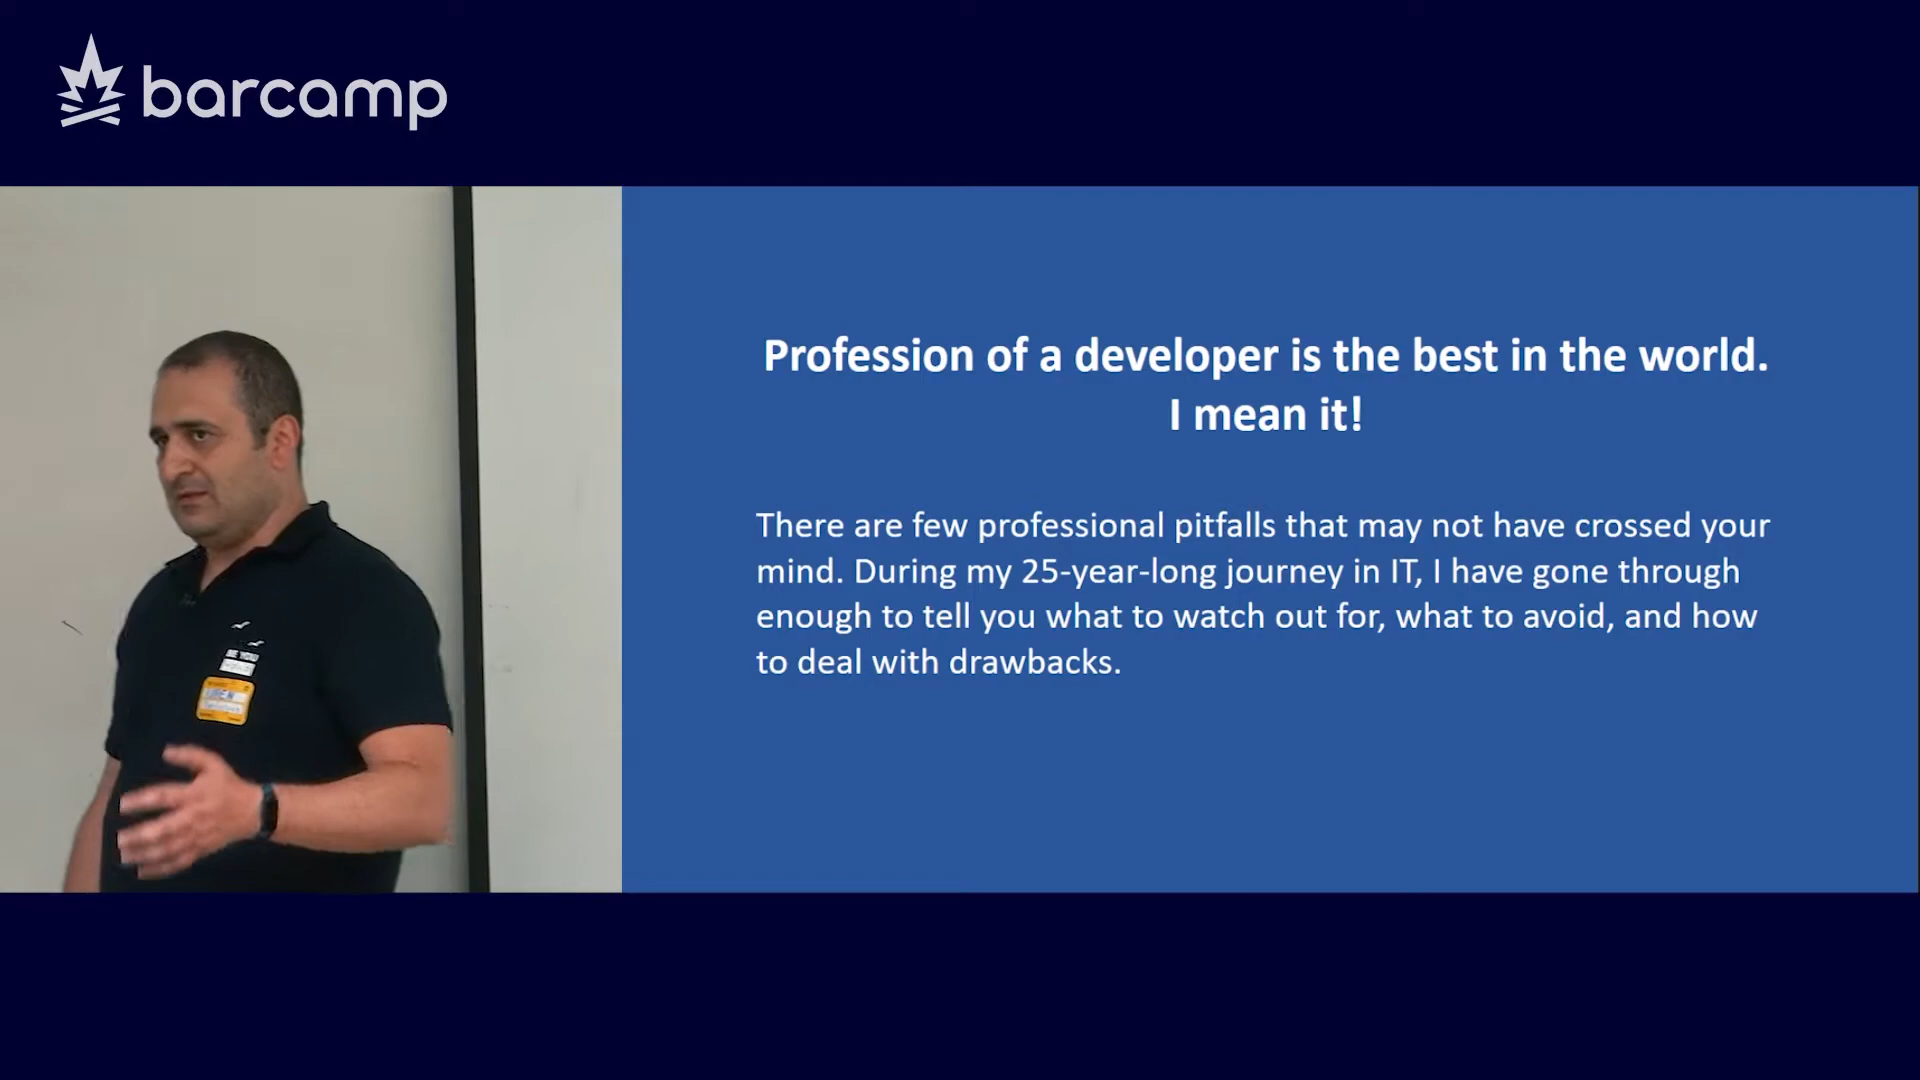 barcamp
Profession of a developer is the best in the world.
I mean it!
There are few professional pitfalls that may not have crossed your
mind. During my 25-year-long journey in IT, I have gone through
enough to tell you what to watch out for, what to avoid, and how
to deal with drawbacks.